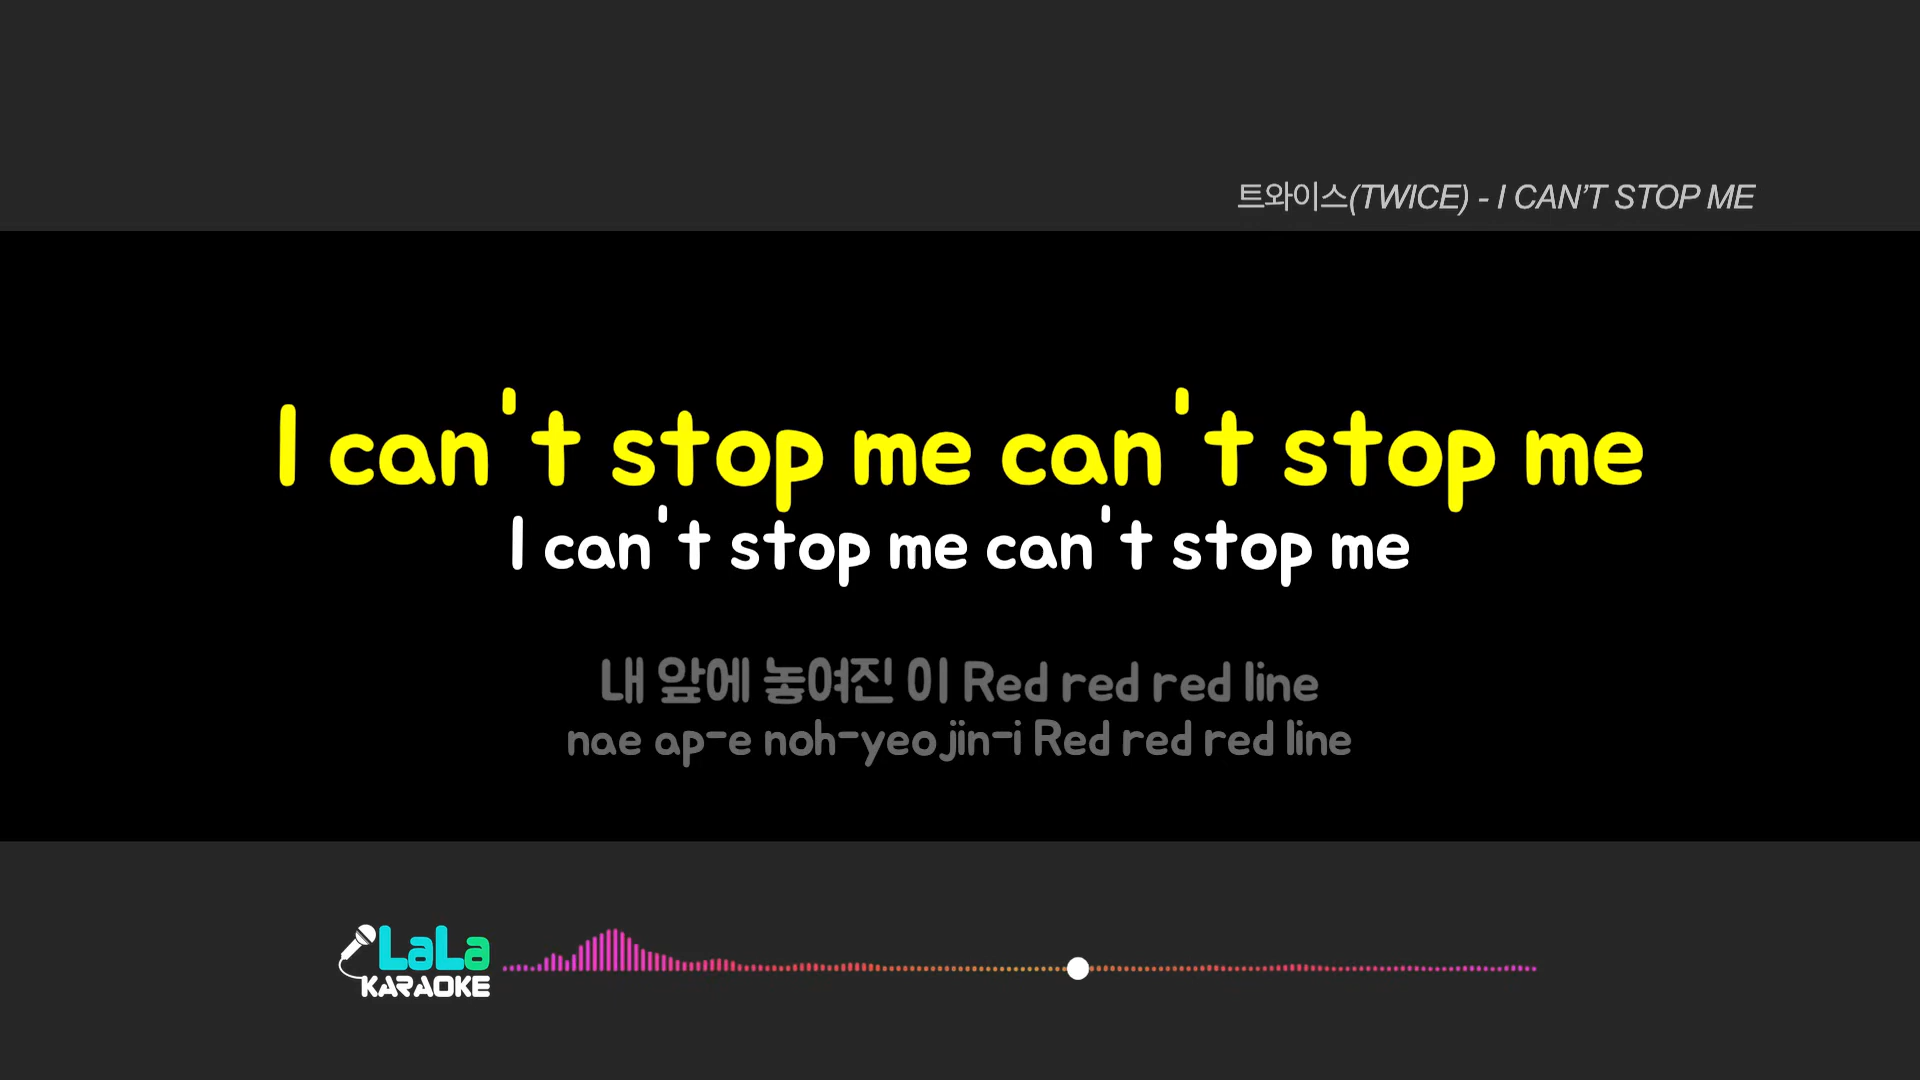 트와이스(TWICE) - I CAN’T STOP ME
I can't stop me can't stop me
I can't stop me can't stop me
내 앞에 놓여진 이 Red red red line
nae ap-e noh-yeojin-i Red red red line
LaLa
KARAOKE